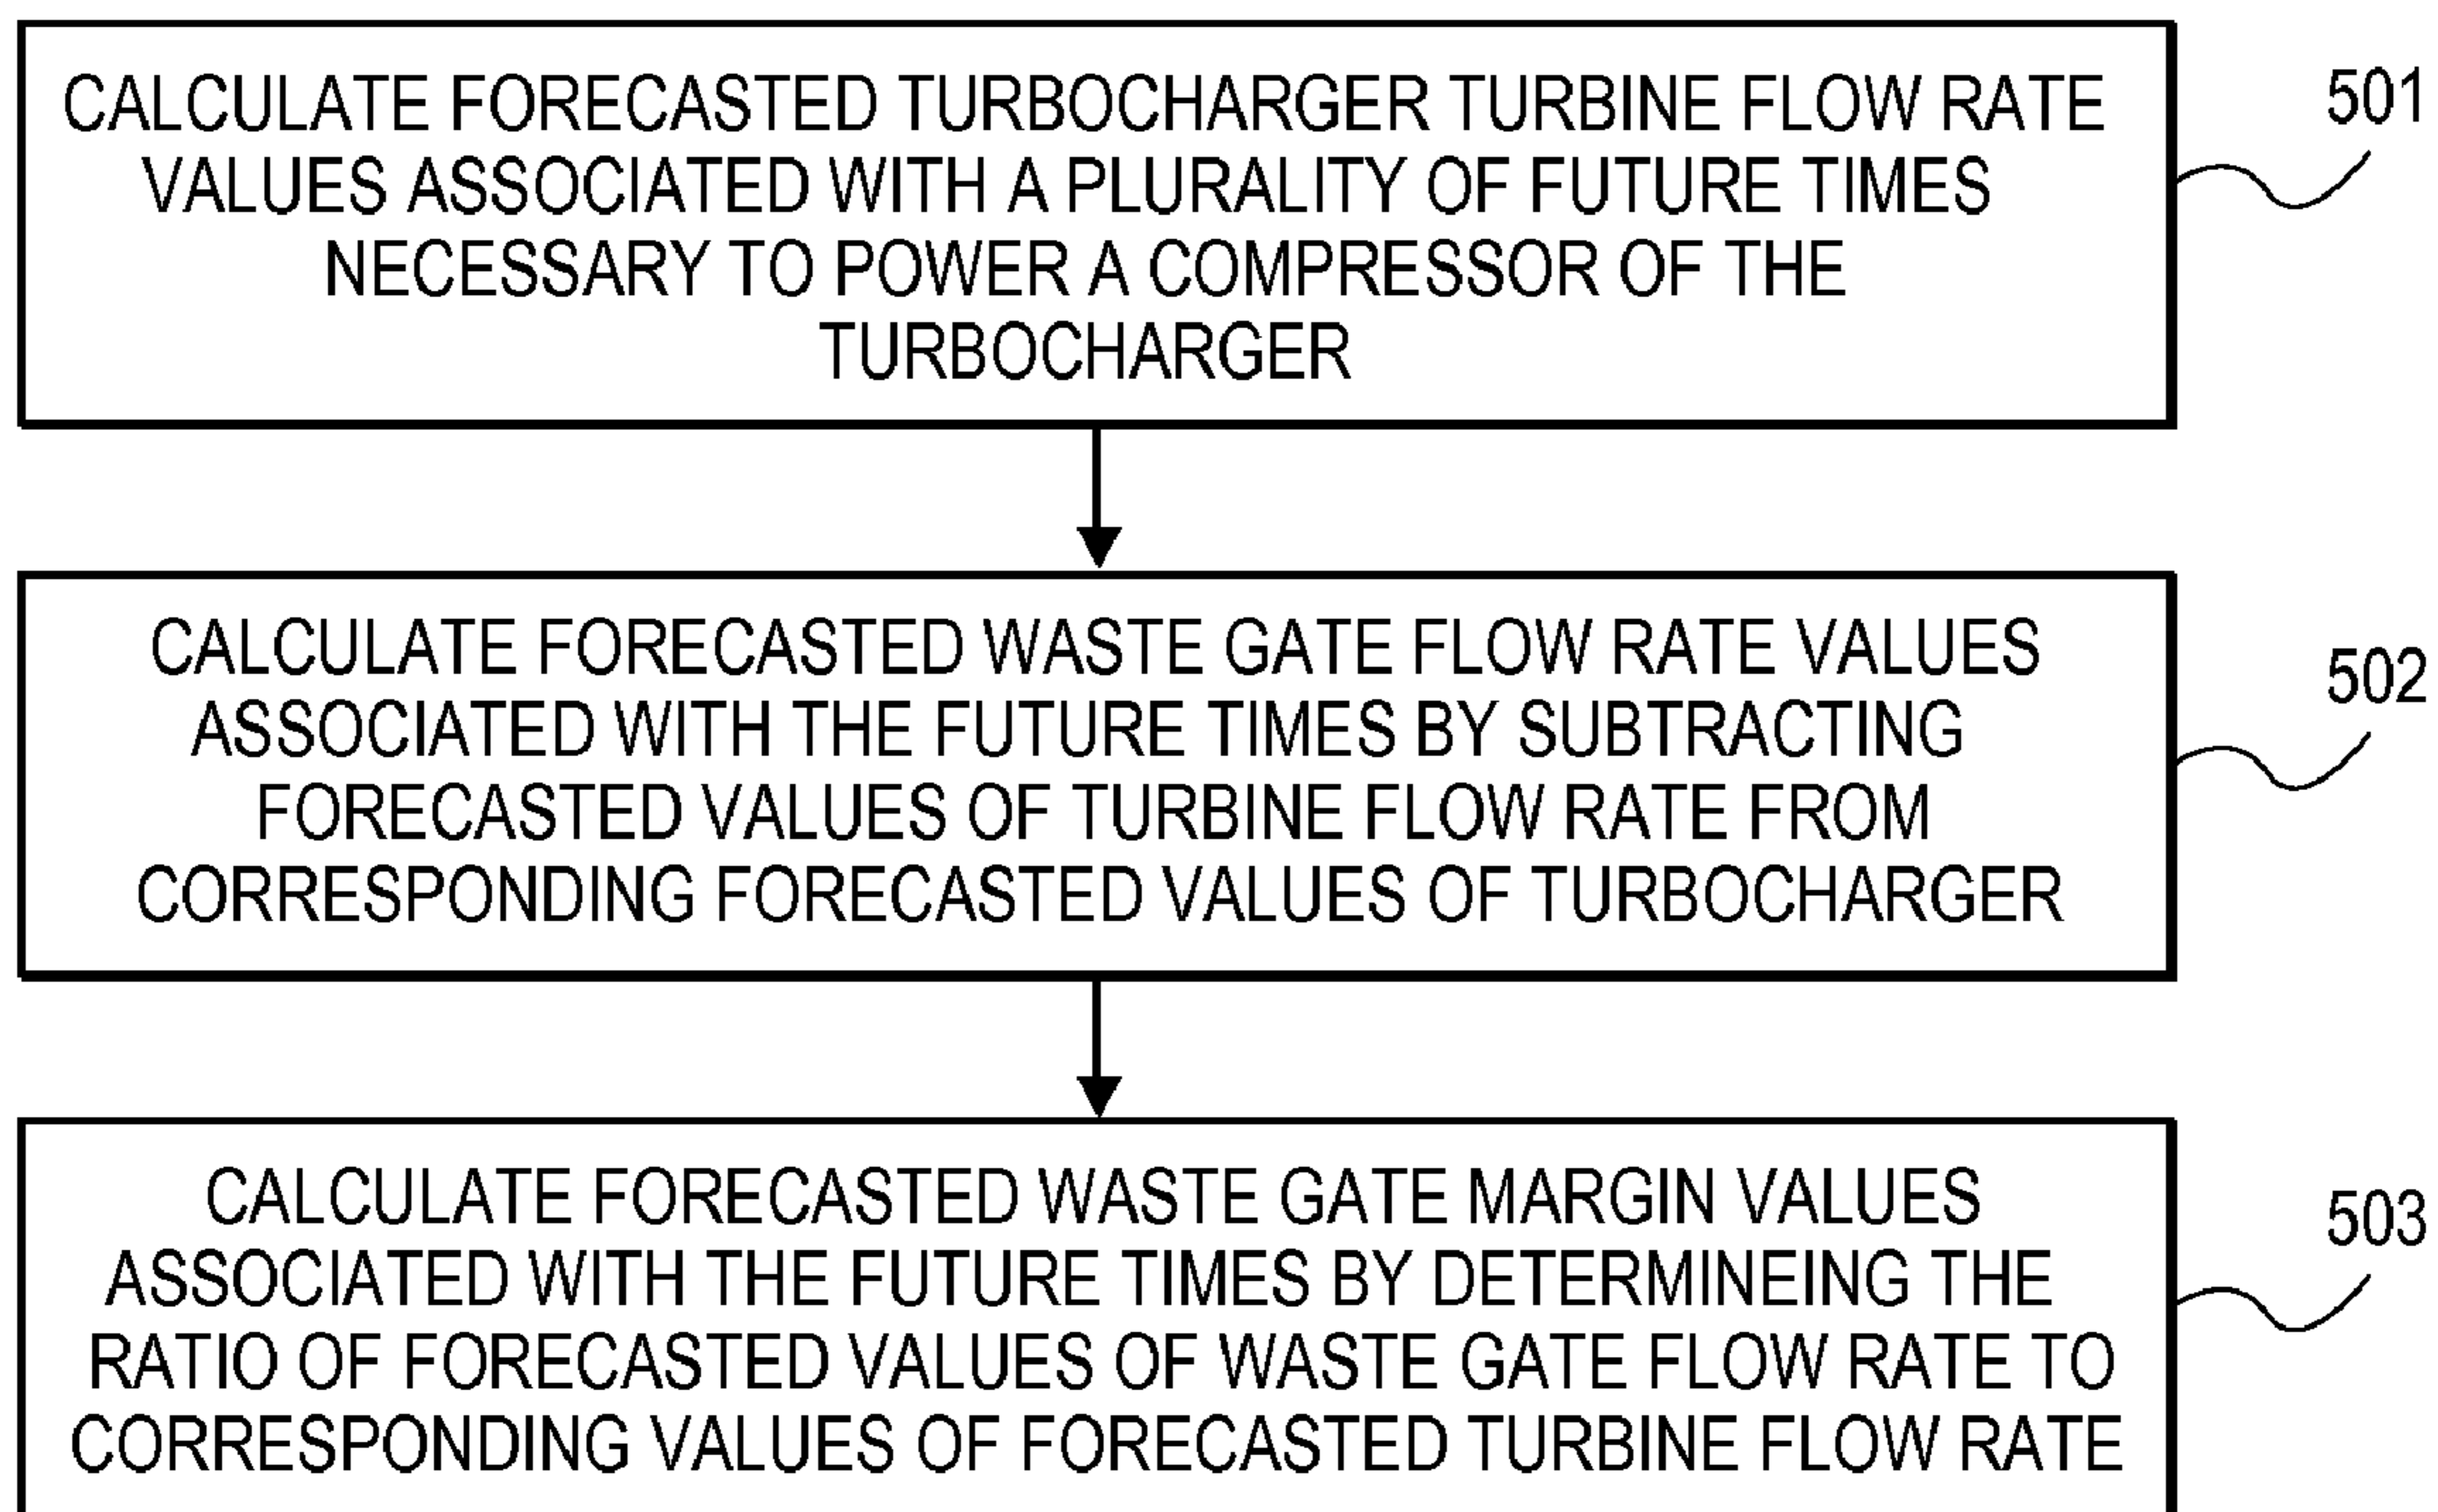 CALCULATE FORECASTED TURBOCHARGER TURBINE FLOW RATE
VALUES ASSOCIATED WITH A PLURALITY OF FUTURE TIMES
NECESSARY TO POWER A COMPRESSOR OF THE
TURBOCHARGER
501
CALCULATE FORECASTED WASTE GATE FLOW RATE VALUES
ASSOCIATED WITH THE FUTURE TIMES BY SUBTRACTING
FORECASTED VALUES OF TURBINE FLOW RATE FROM
CORRESPONDING FORECASTED VALUES OF TURBOCHARGER
502
CALCULATE FORECASTED WASTE GATE MARGIN VALUES
ASSOCIATED WITH THE FUTURE TIMES BY DETERMINEING THE
RATIO OF FORECASTED VALUES OF WASTE GATE FLOW RATE TO
CORRESPONDING VALUES OF FORECASTED TURBINE FLOW RATE
503